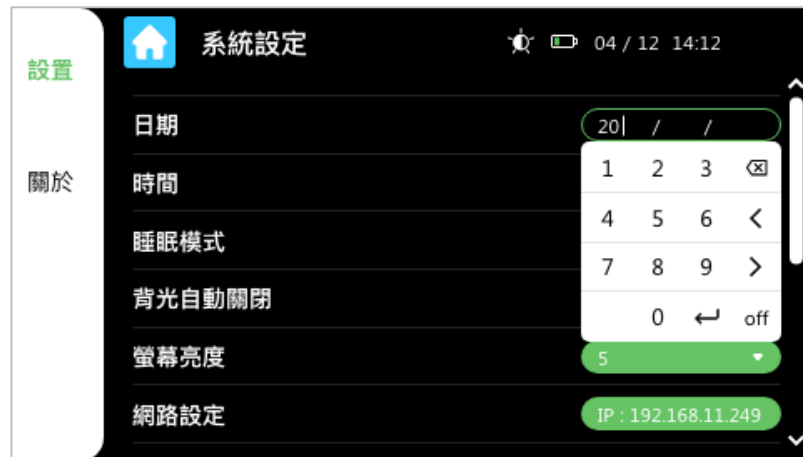 系統設定
04 / 12 14:12
設置
關於
日期
20 / /
時間
睡眠模式
背光自動關閉
螢幕亮度
5
網路設定
IP : 192.168.11.249
1 2 3
4 5 6 <
7 8 9 >
0 off